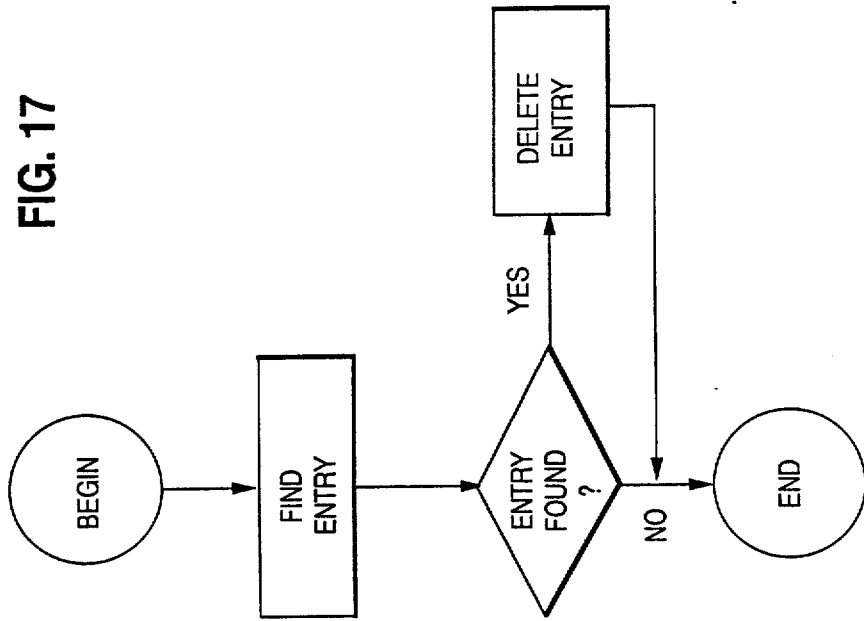 FIG. 17
BEGIN
FIND
ENTRY
ENTRY
FOUND
?
YES
DELETE
ENTRY
NO
END